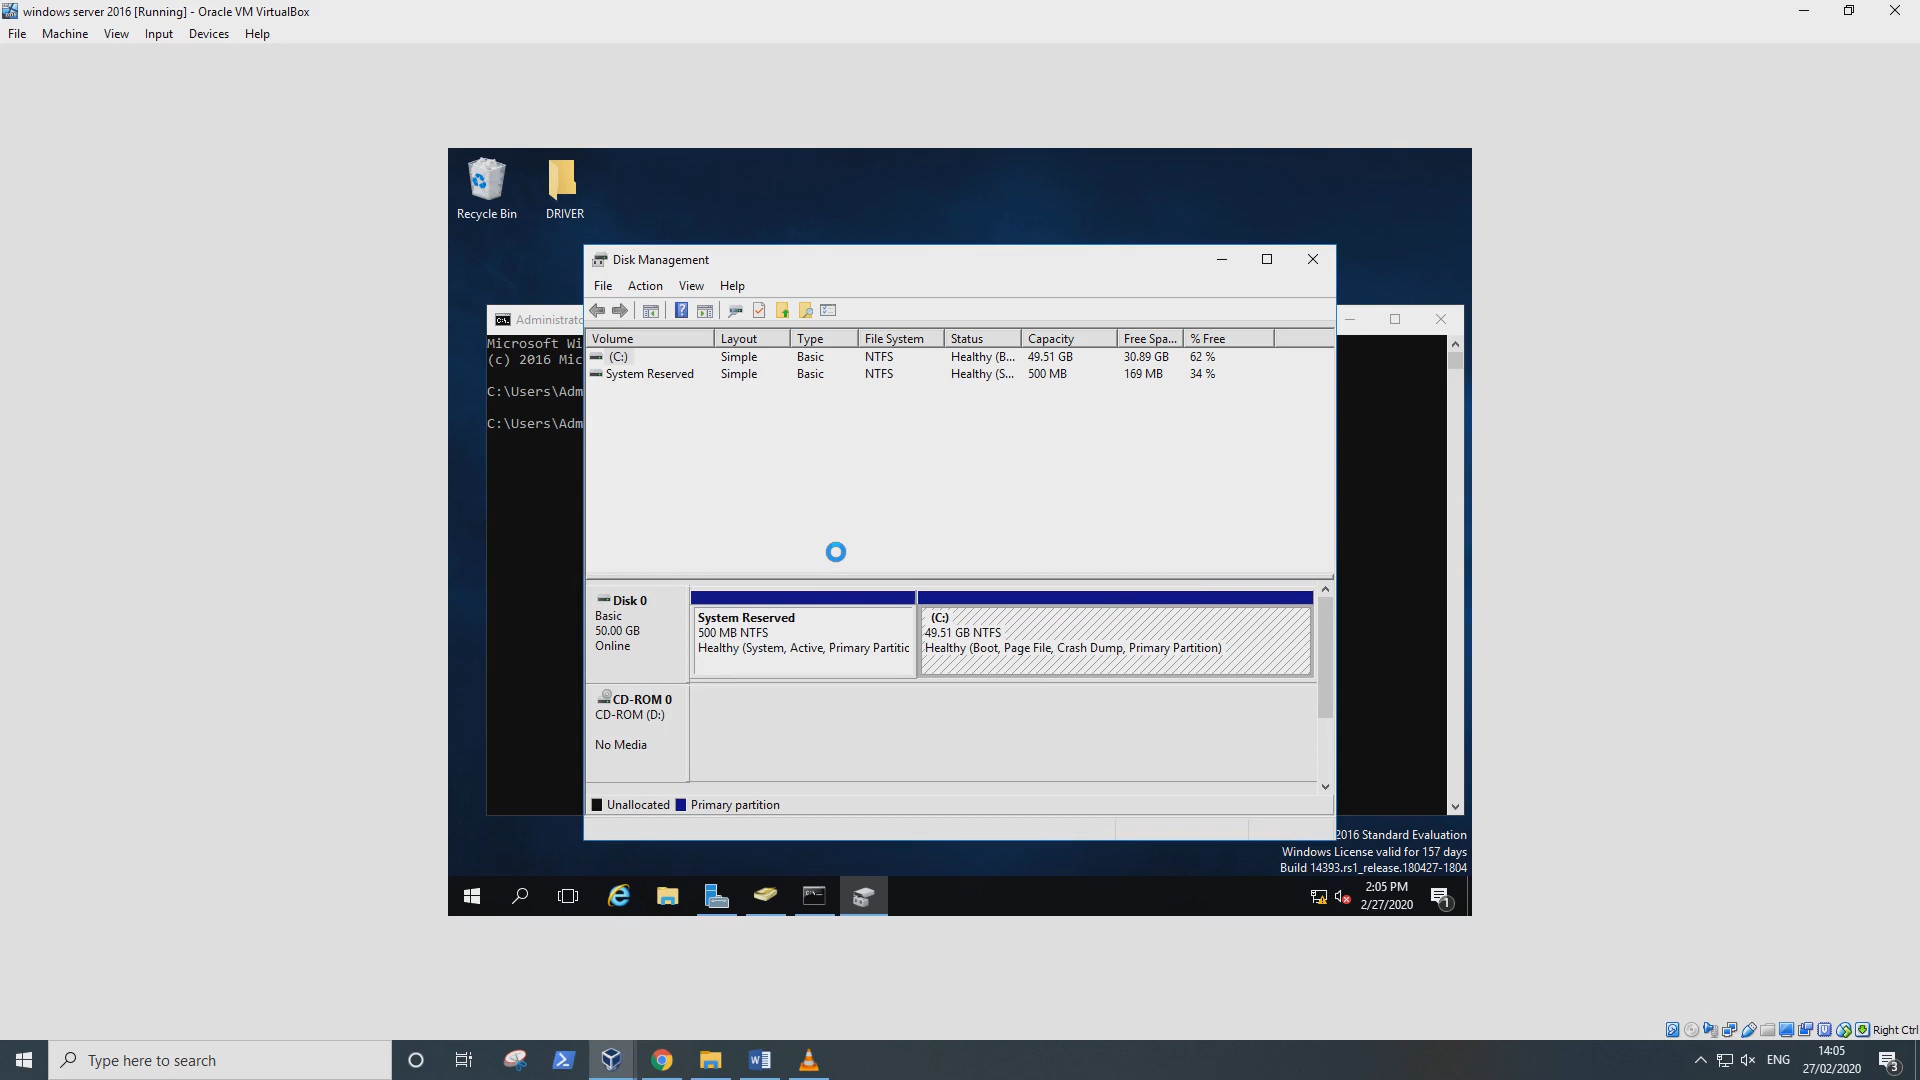 windows server 2016 [Running] - Oracle VM VirtualBox
File Machine View Input Devices Help
Recycle Bin
DRIVER
Disk Management
File Action View Help
Administrato
Microsoft Wi
(c) 2016 Mic
C:\Users\Adm
C:\Users\Adm
Volume Layout Type File System Status Capacity Free Spa... % Free
(C:) Simple Basic NTFS Healthy (B... 49.51 GB 30.89 GB 62 %
System Reserved Simple Basic NTFS Healthy (S... 500 MB 169 MB 34 %
Disk 0
Basic
50.00 GB
Online
System Reserved
500 MB NTFS
Healthy (System, Active, Primary Partitic
(C:)
49.51 GB NTFS
Healthy (Boot, Page File, Crash Dump, Primary Partition)
CD-ROM 0
CD-ROM (D:)
No Media
Unallocated Primary partition
2016 Standard Evaluation
Windows License valid for 157 days
Build 14393.rs1_release.180427-1804
2:05 PM
2/27/2020
1
Right Ctrl
Type here to search
ENG
14:05
27/02/2020
3